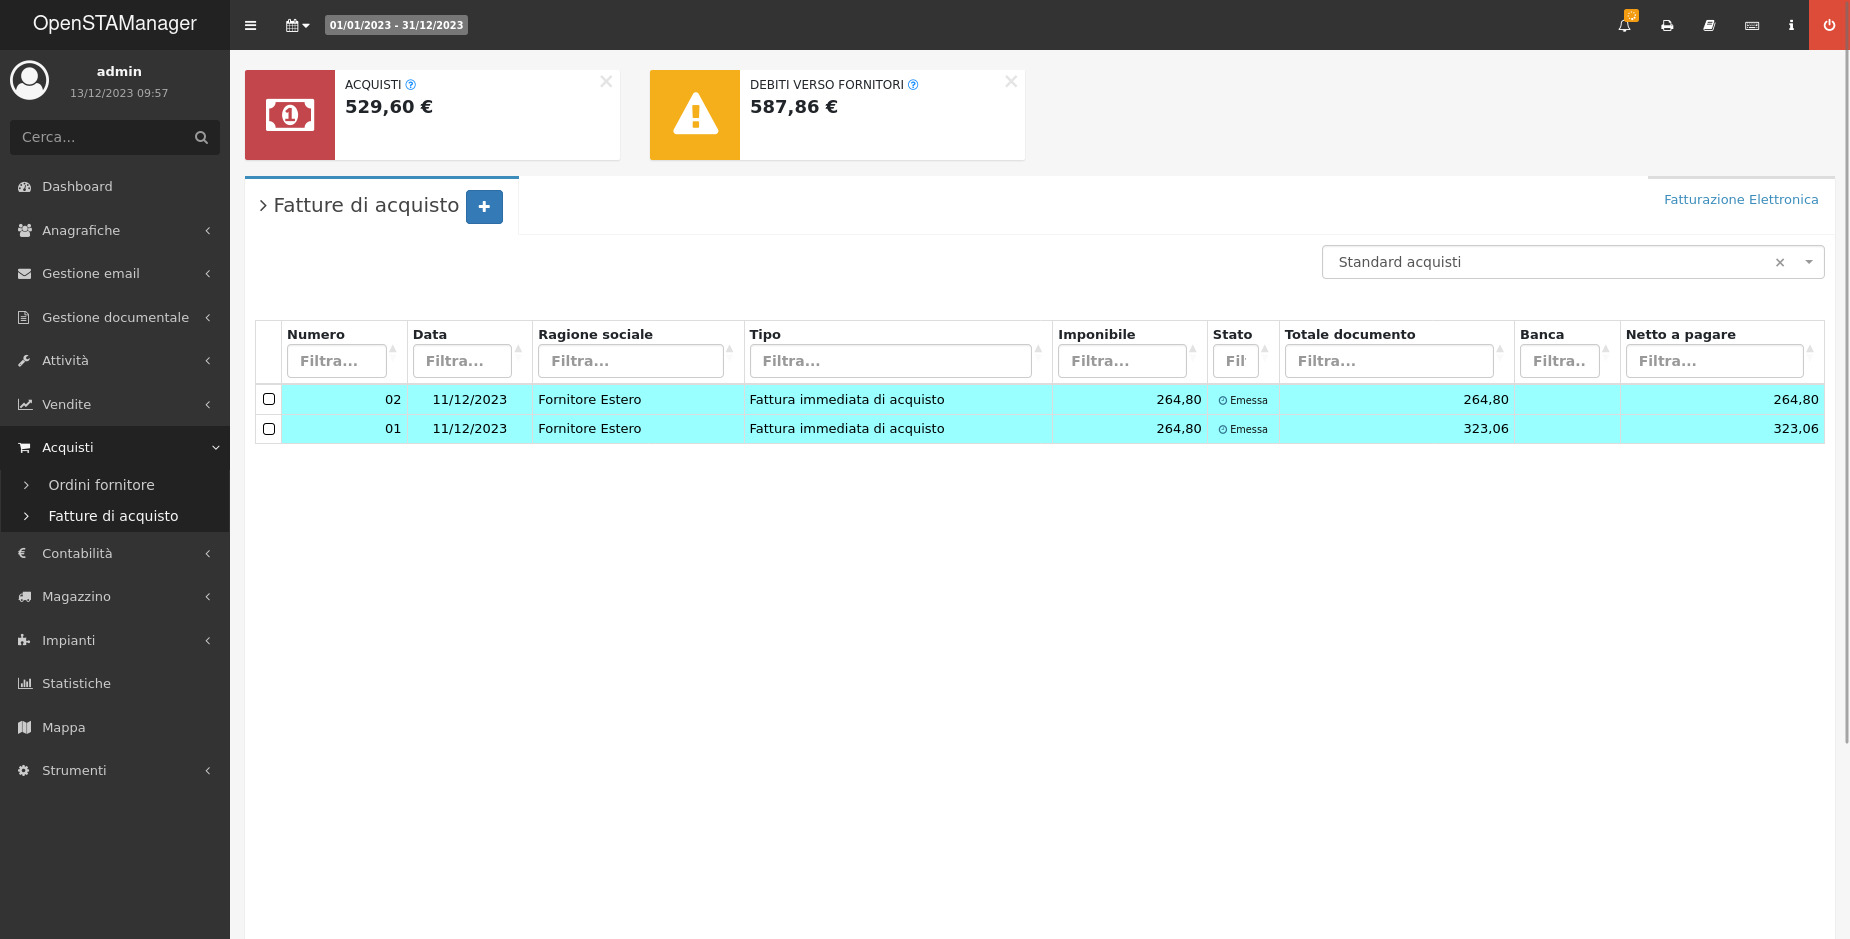 OpenSTAManager
01/01/2023 - 31/12/2023
admin
13/12/2023 09:57
Cerca...
Dashboard
Anagrafiche
Gestione email
Gestione documentale
Attività
Vendite
Acquisti
Ordini fornitore
Fatture di acquisto
Contabilità
Magazzino
Impianti
Statistiche
Mappa
Strumenti
ACQUISTI
529,60 €
DEBITI VERSO FORNITORI
587,86 €
Fatture di acquisto
Fatturazione Elettronica
Standard acquisti
Numero Data Ragione sociale Tipo Imponibile Stato Totale documento Banca Netto a pagare
Filtra... Filtra... Filtra... Filtra... Filtra... Fil Filtra... Filtra.. Filtra...
02 11/12/2023 Fornitore Estero Fattura immediata di acquisto 264,80 Emessa 264,80 264,80
01 11/12/2023 Fornitore Estero Fattura immediata di acquisto 264,80 Emessa 323,06 323,06